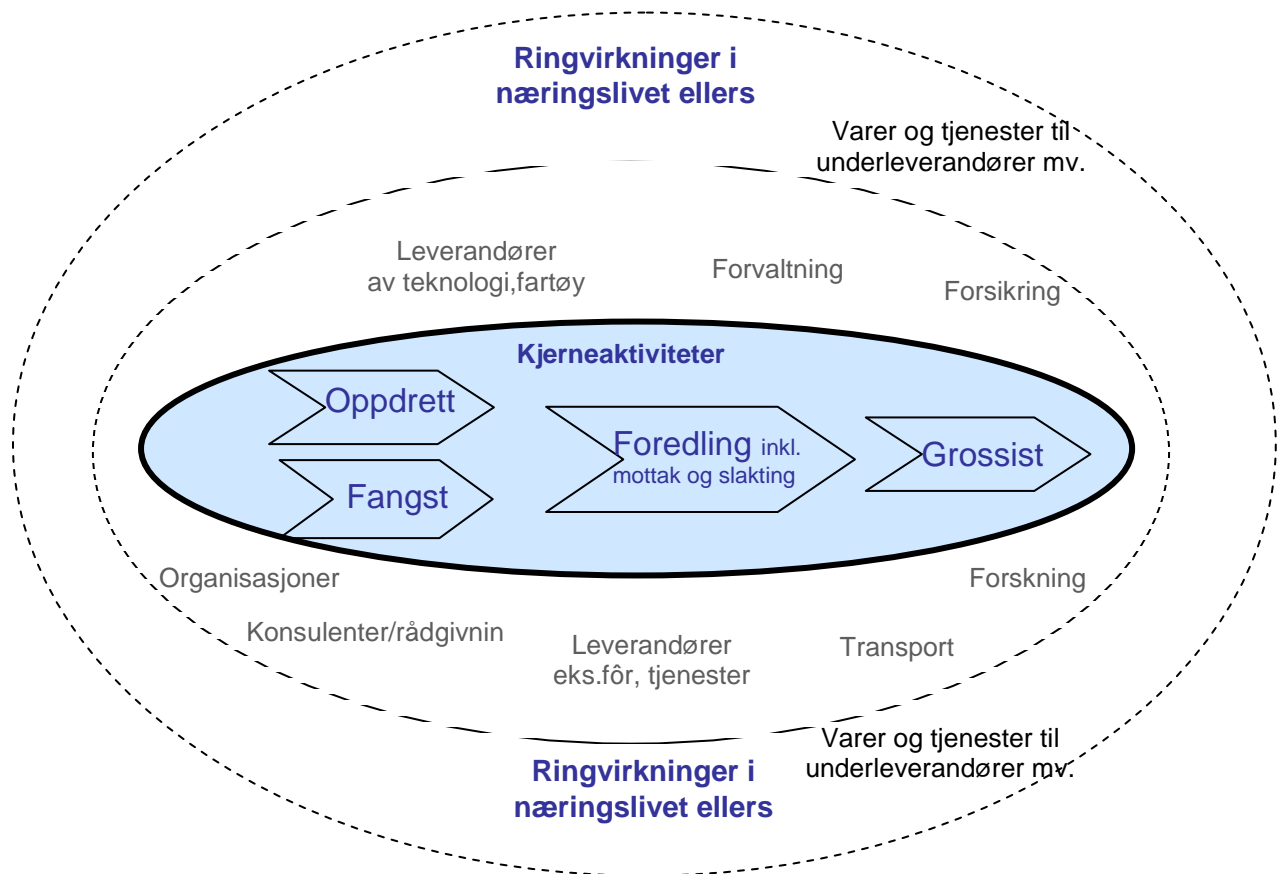 Ringvirkninger i
næringslivet ellers
Varer og tjenester til
underleverandører mv.
Leverandører
av teknologi,fartøy
Forvaltning
Forsikring
Kjerneaktiviteter
Oppdrett
Fangst
Foredling inkl.
mottak og slakting
Grossist
Organisasjoner
Forskning
Konsulenter/rådgivnin
Leverandører
eks.fôr, tjenester
Transport
Varer og tjenester til
underleverandører mv.
Ringvirkninger i
næringslivet ellers